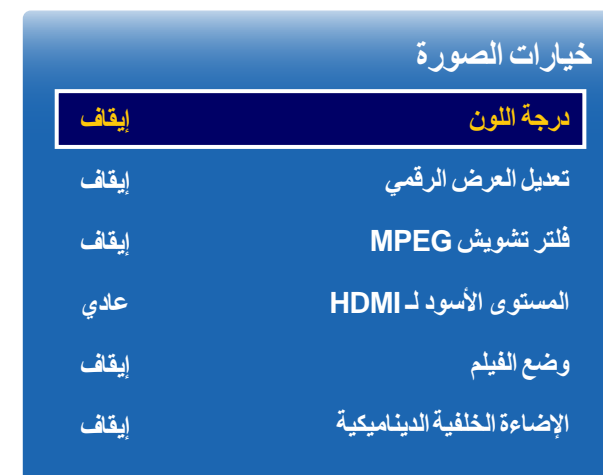 خيارات الصورة
درجة اللون إيقاف
تعديل العرض الرقمي إيقاف
فلتر تشويش MPEG إيقاف
المستوى الأسود لـ HDMI عادي
وضع الفيلم إيقاف
الإضاءة الخلفية الديناميكية إيقاف